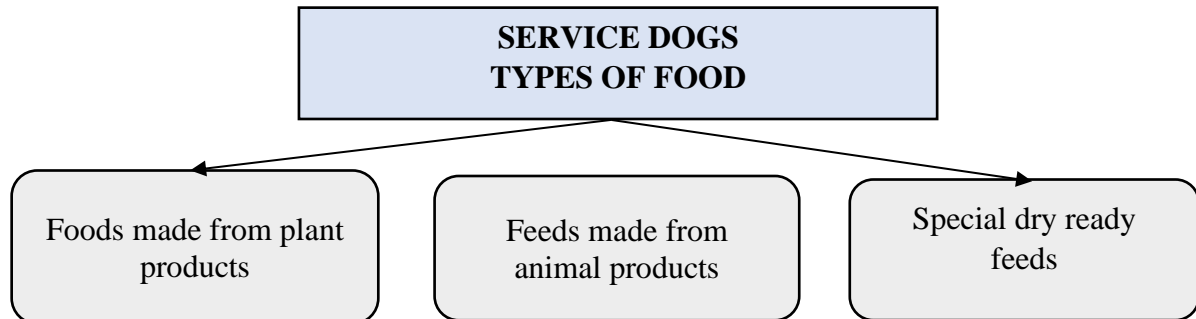 SERVICE DOGS
TYPES OF FOOD
Foods made from plant
products
Feeds made from
animal products
Special dry ready
feeds